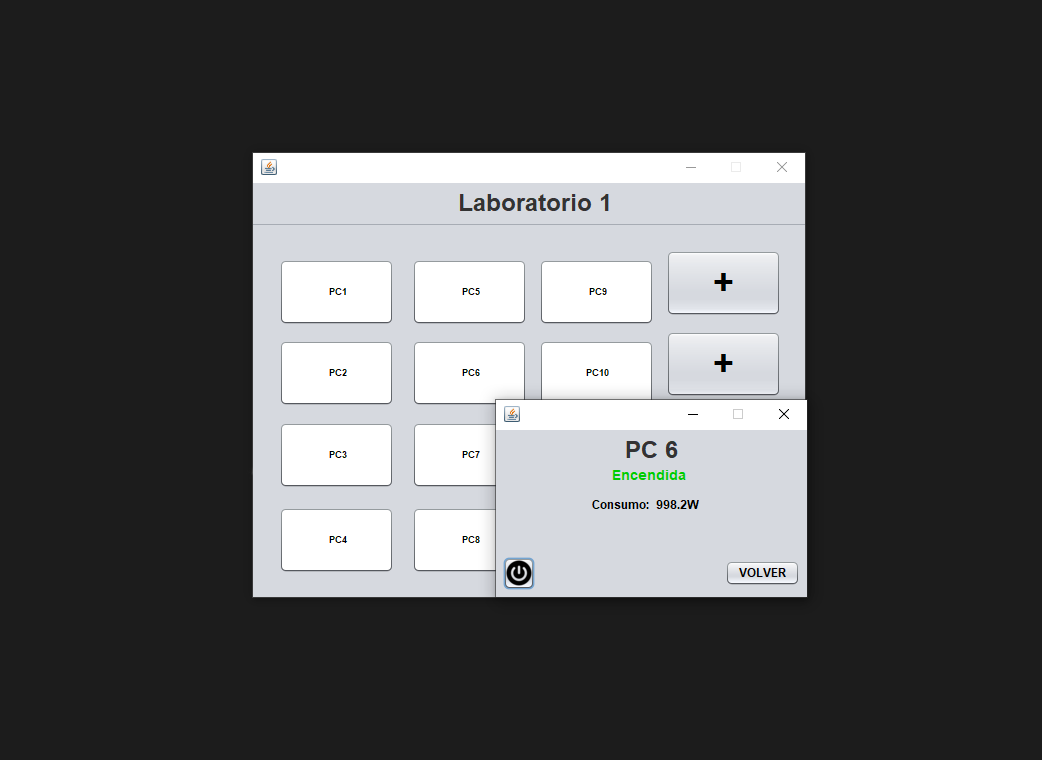 Laboratorio 1
PC1
PC5
PC9
+
PC2
PC6
PC10
+
PC3
PC7
PC4
PC8
PC 6
Encendida
Consumo: 998.2W
VOLVER